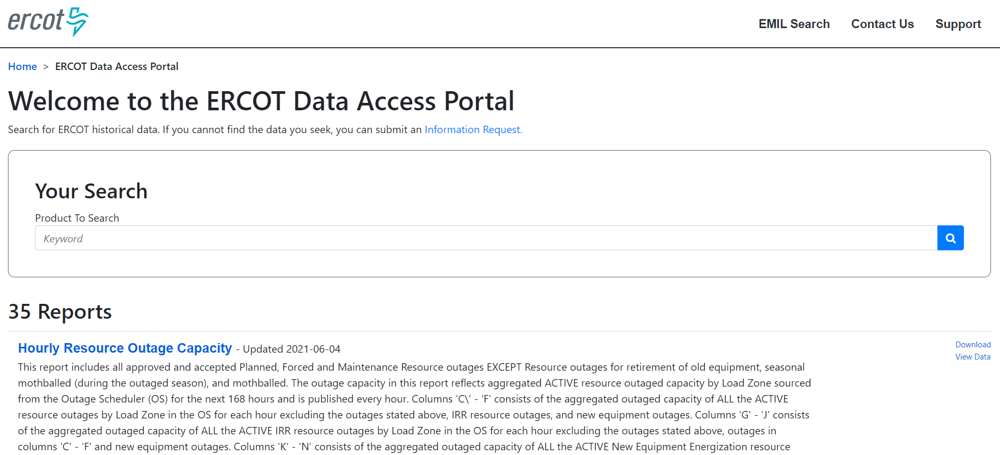 ercot
EMIL Search Contact Us Support
Home > ERCOT Data Access Portal
Welcome to the ERCOT Data Access Portal
Search for ERCOT historical data. If you cannot find the data you seek, you can submit an Information Request.
Your Search
Product To Search
Keyword
35 Reports
Hourly Resource Outage Capacity - Updated 2021-06-04
Download
View Data
This report includes all approved and accepted Planned, Forced and Maintenance Resource outages EXCEPT Resource outages for retirement of old equipment, seasonal
mothballed (during the outaged season), and mothballed. The outage capacity in this report reflects aggregated ACTIVE resource outaged capacity by Load Zone sourced
from the Outage Scheduler (OS) for the next 168 hours and is published every hour. Columns 'C\' - 'F' consists of the aggregated outaged capacity of ALL the ACTIVE
resource outages by Load Zone in the OS for each hour excluding the outages stated above, IRR resource outages, and new equipment outages. Columns 'G' - 'J' consists
of the aggregated outaged capacity of ALL the ACTIVE IRR resource outages by Load Zone in the OS for each hour excluding the outages stated above, outages in
columns 'C' - 'F' and new equipment outages. Columns 'K' - 'N' consists of the aggregated outaged capacity of ALL the ACTIVE New Equipment Energization resource